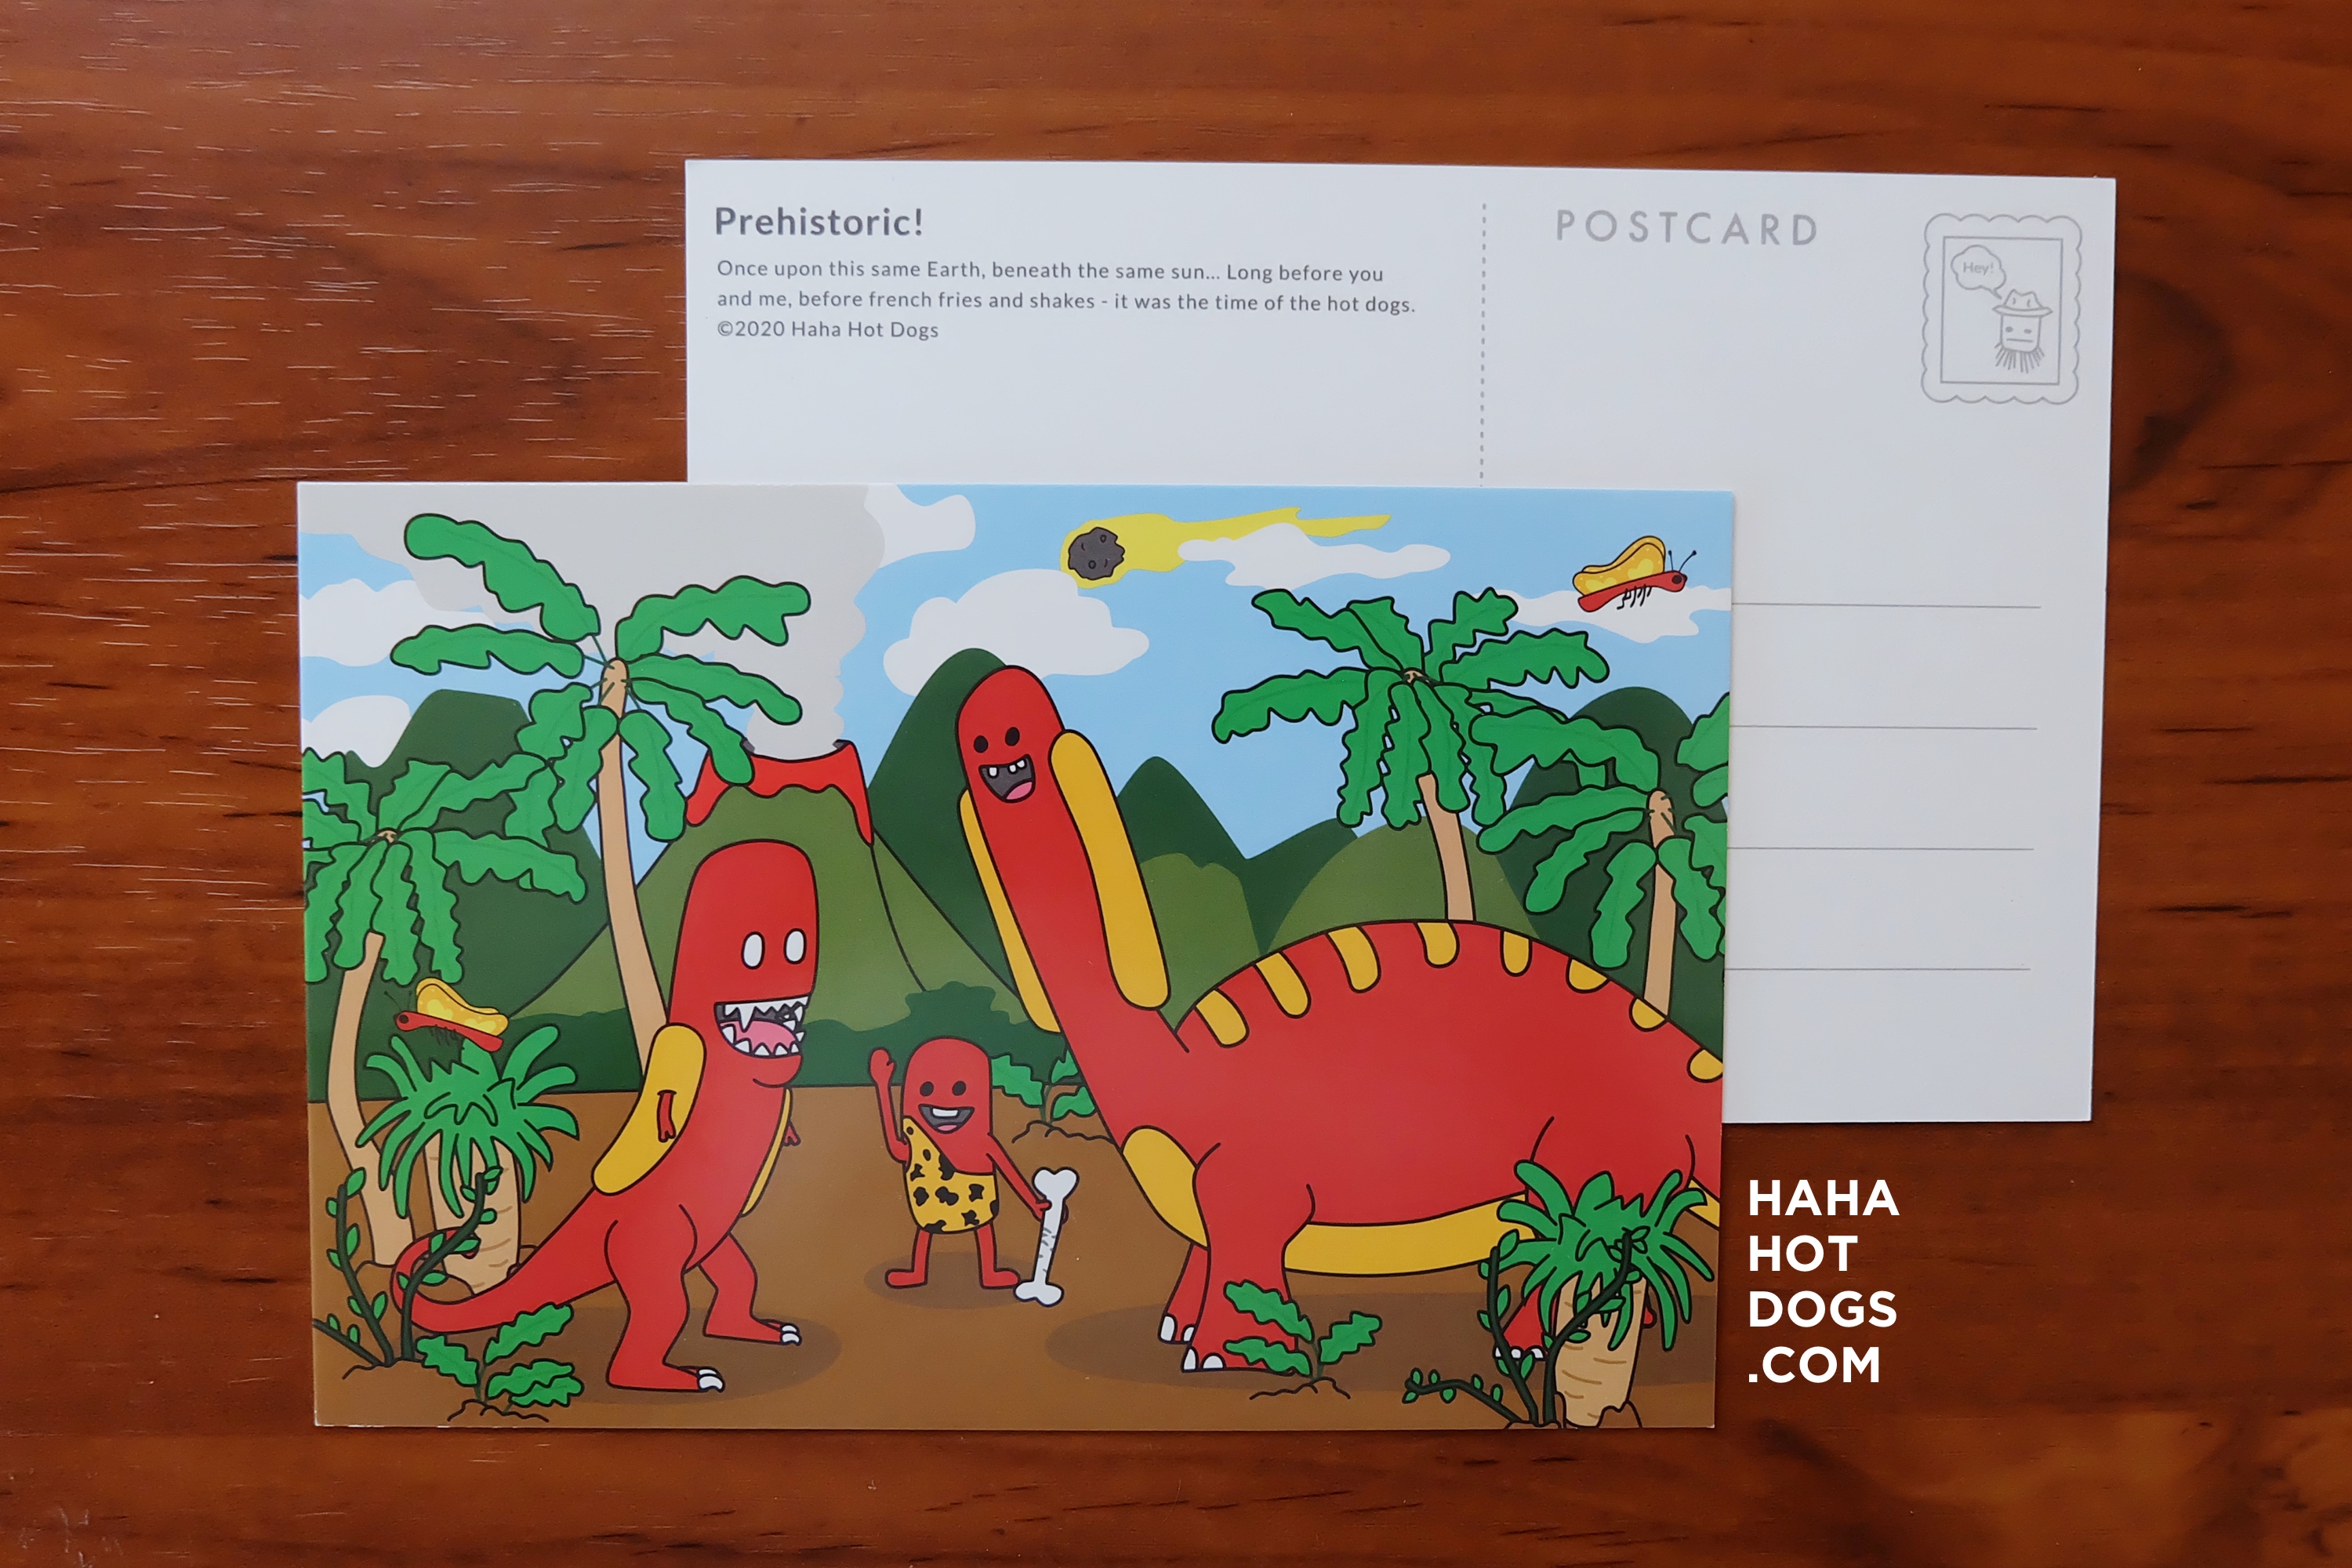 Prehistoric!
Once upon this same Earth, beneath the same sun... Long before you
and me, before french fries and shakes - it was the time of the hot dogs.
©2020 Haha Hot Dogs
POSTCARD
Hey!
HAHA
HOT
DOGS
.COM